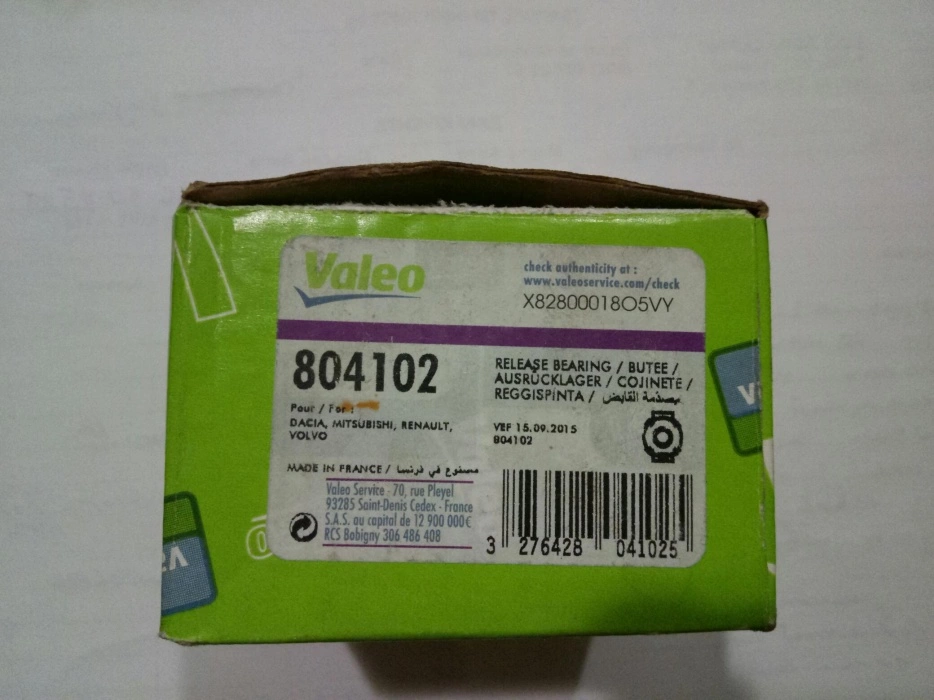 Valeo
check authenticity at :
www.valeoservice.com/check
X82800018O5VY
804102
RELEASE BEARING / BUTEE /
AUSRÜCKLAGER / COJINETE /
REGGISPINTA / مصدمة القابض
Pour / For :
DACIA, MITSUBISHI, RENAULT,
VOLVO
VEF 15.09.2015
804102
MADE IN FRANCE / مصنوع في فرنسا
Valeo Service - 70, rue Pleyel
93285 Saint-Denis Cedex - France
S.A.S. au capital de 12 900 000€
RCS Bobigny 306 486 408
3 276428 041025